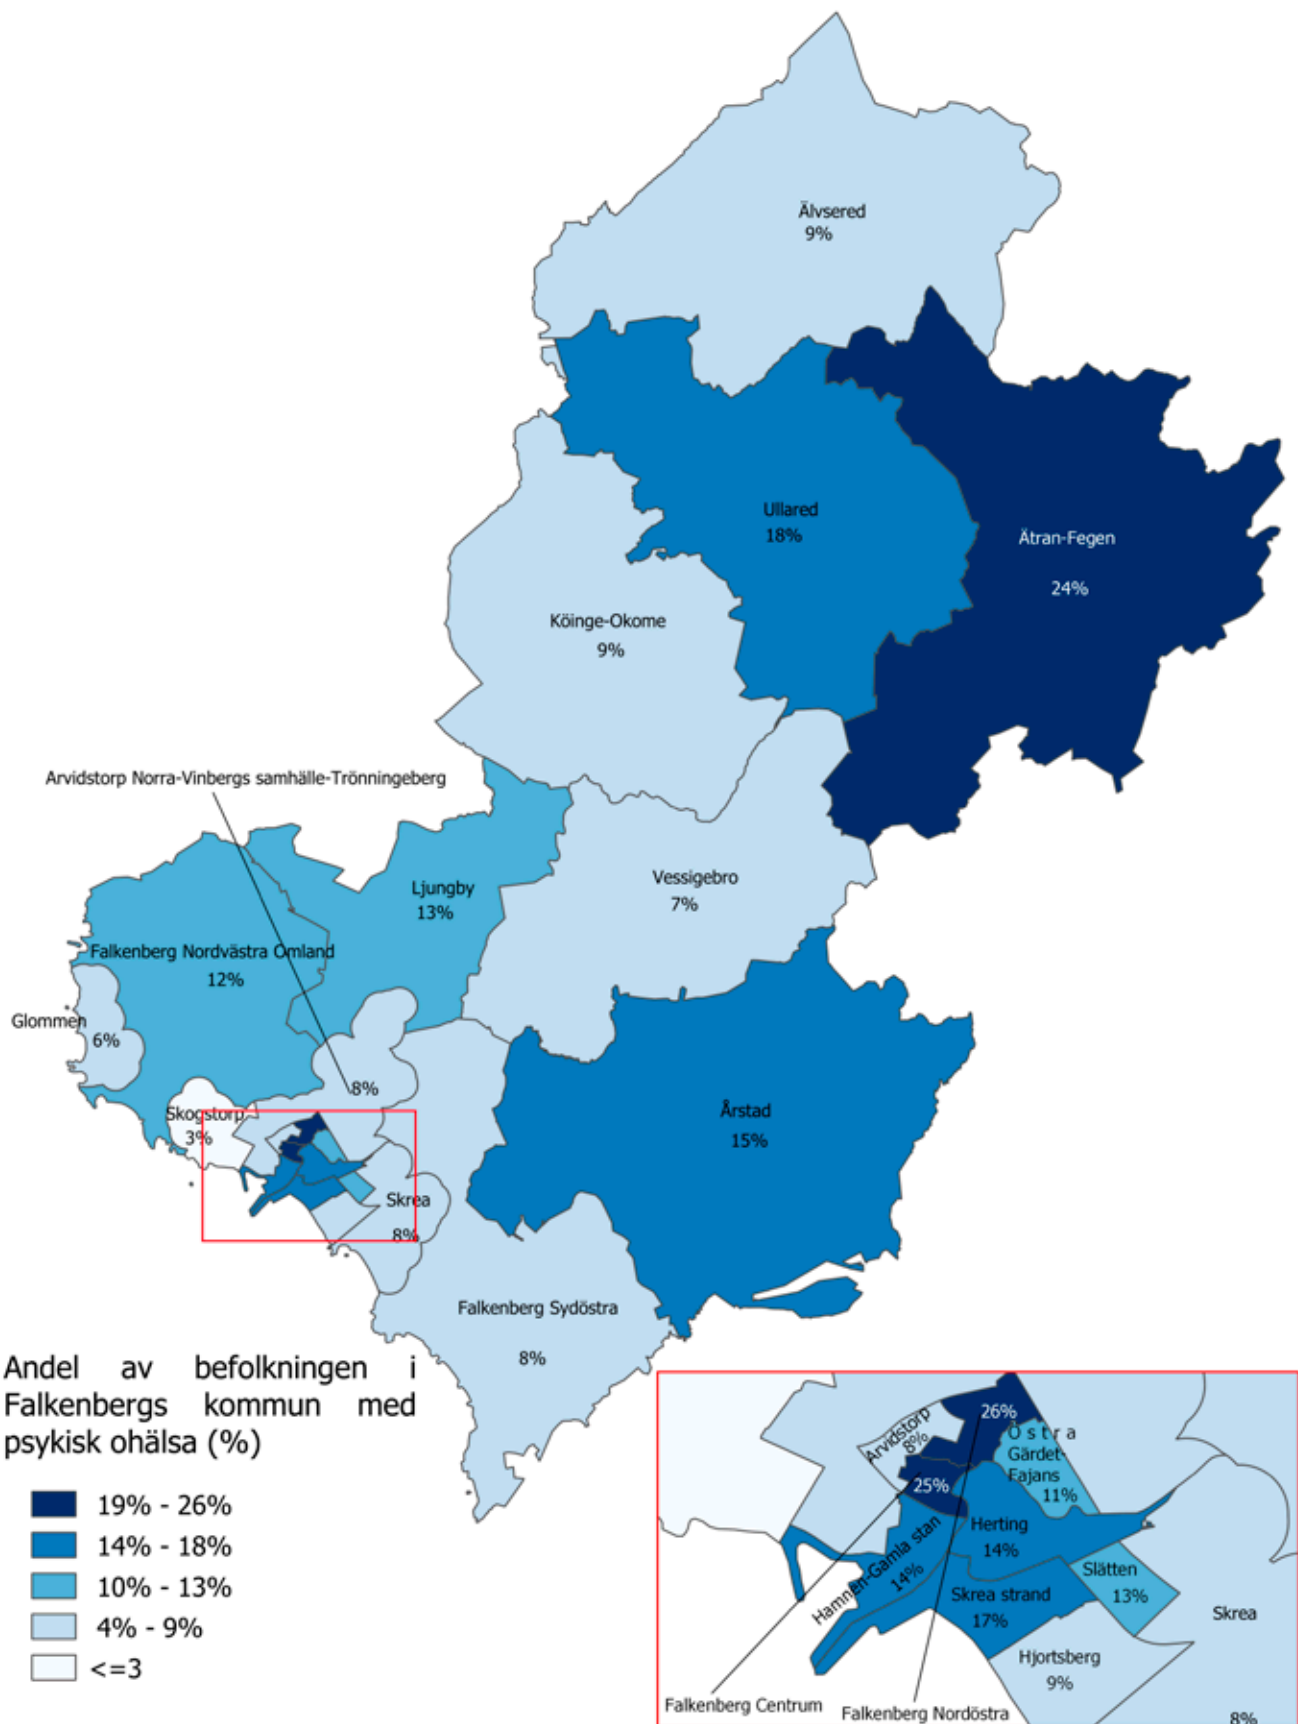 Älvsered
9%
Ullared
18%
Ätran-Fegen
24%
Köinge-Okome
9%
Arvidstorp Norra-Vinbergs samhälle-Trönningeberg
8%
Ljungby
13%
Vessigebro
7%
Falkenberg Nordvästra Omland
12%
Glommen
6%
Skogstorp
3%
Årstad
15%
Skrea
8%
Falkenberg Sydöstra
8%
Andel av befolkningen i
Falkenbergs kommun med
psykisk ohälsa (%)
19% - 26%
14% - 18%
10% - 13%
4% - 9%
<=3
26%
Arvidstorp
8%
Östra
Gärdet-
Fajans
11%
25%
Herting
14%
Hamnen-Gamla stan
14%
Slätten
13%
Skrea strand
17%
Skrea
8%
Hjortsberg
9%
Falkenberg Centrum
Falkenberg Nordöstra